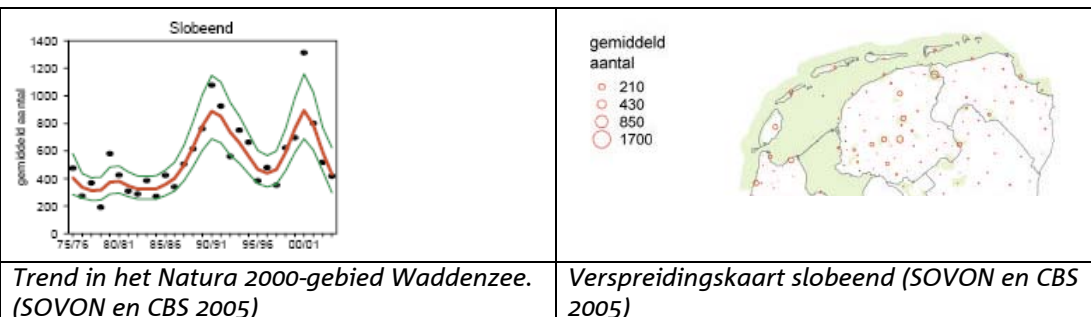 Slobeend
1400
1200
1000
800
600
400
200
0
gemiddeld aantal
75/76 80/81 85/86 90/91 95/96 00/01
gemiddeld
aantal
210
430
850
1700
Trend in het Natura 2000-gebied Waddenzee.
(SOVON en CBS 2005)
Verspreidingskaart slobeend (SOVON en CBS
2005)